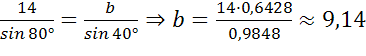 14/sin 80° = b/sin 40° ⇒ b = 14·0,6428/0,9848 ≈ 9,14